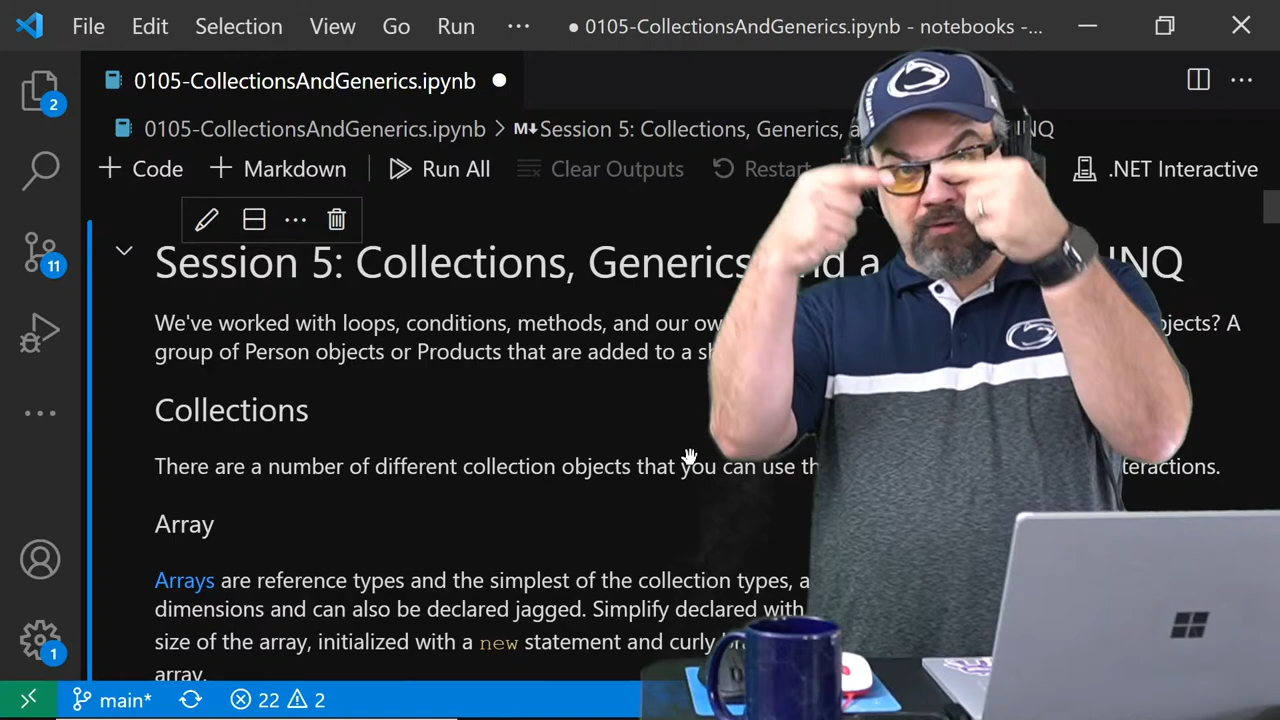 File Edit Selection View Go Run ··· ● 0105-CollectionsAndGenerics.ipynb - notebooks -...
2
0105-CollectionsAndGenerics.ipynb
0105-CollectionsAndGenerics.ipynb > M↓Session 5: Collections, Generics, a NQ
+ Code + Markdown Run All Clear Outputs Restart .NET Interactive
Session 5: Collections, Generics nd a INQ
11
We've worked with loops, conditions, methods, and our ow bjects? A
group of Person objects or Products that are added to a sh
Collections
There are a number of different collection objects that you can use th teractions.
Array
Arrays are reference types and the simplest of the collection types, a
dimensions and can also be declared jagged. Simplify declared with
size of the array, initialized with a new statement and curly
array.
1
main* 22 2